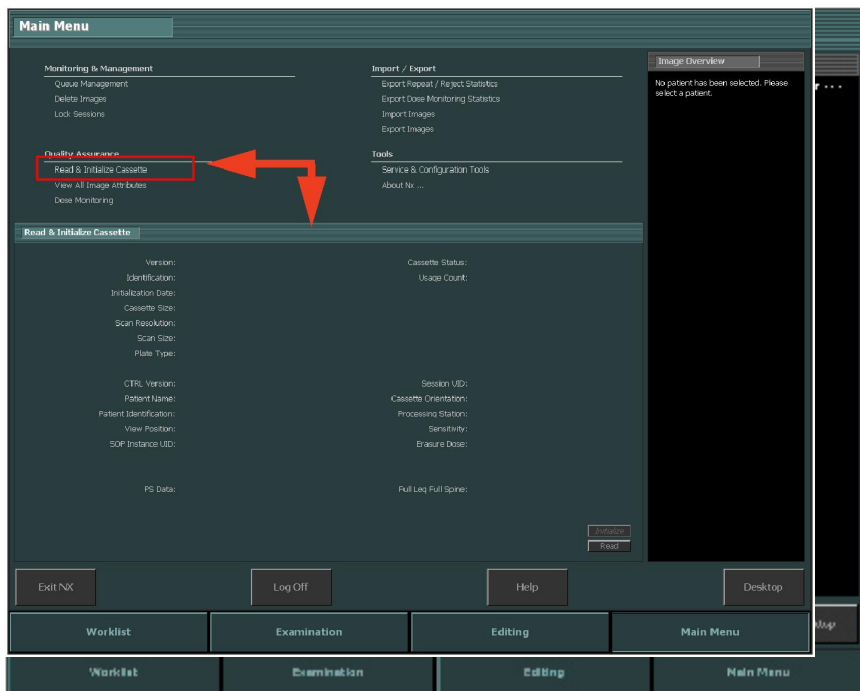 Main Menu
Monitoring & Management
Queue Management
Delete Images
Lock Sessions
Import / Export
Export Repeat / Reject Statistics
Export Dose Monitoring Statistics
Import Images
Export Images
Quality Assurance
Read & Initialize Cassette
View All Image Attributes
Dose Monitoring
Tools
Service & Configuration Tools
About Nx ...
Image Overview
No patient has been selected. Please
select a patient.
Read & Initialize Cassette
Version:
Identification:
Initialization Date:
Cassette Size:
Scan Resolution:
Scan Size:
Plate Type:
Cassette Status:
Usage Count:
CTRL Version:
Patient Name:
Patient Identification:
View Position:
SOP Instance UID:
Session UID:
Cassette Orientation:
Processing Station:
Sensitivity:
Erasure Dose:
PS Data:
Full Leg Full Spine:
Initialize
Read
Exit NX
Log Off
Help
Desktop
Worklist
Examination
Editing
Main Menu
Worklist
Examination
Editing
Main Menu